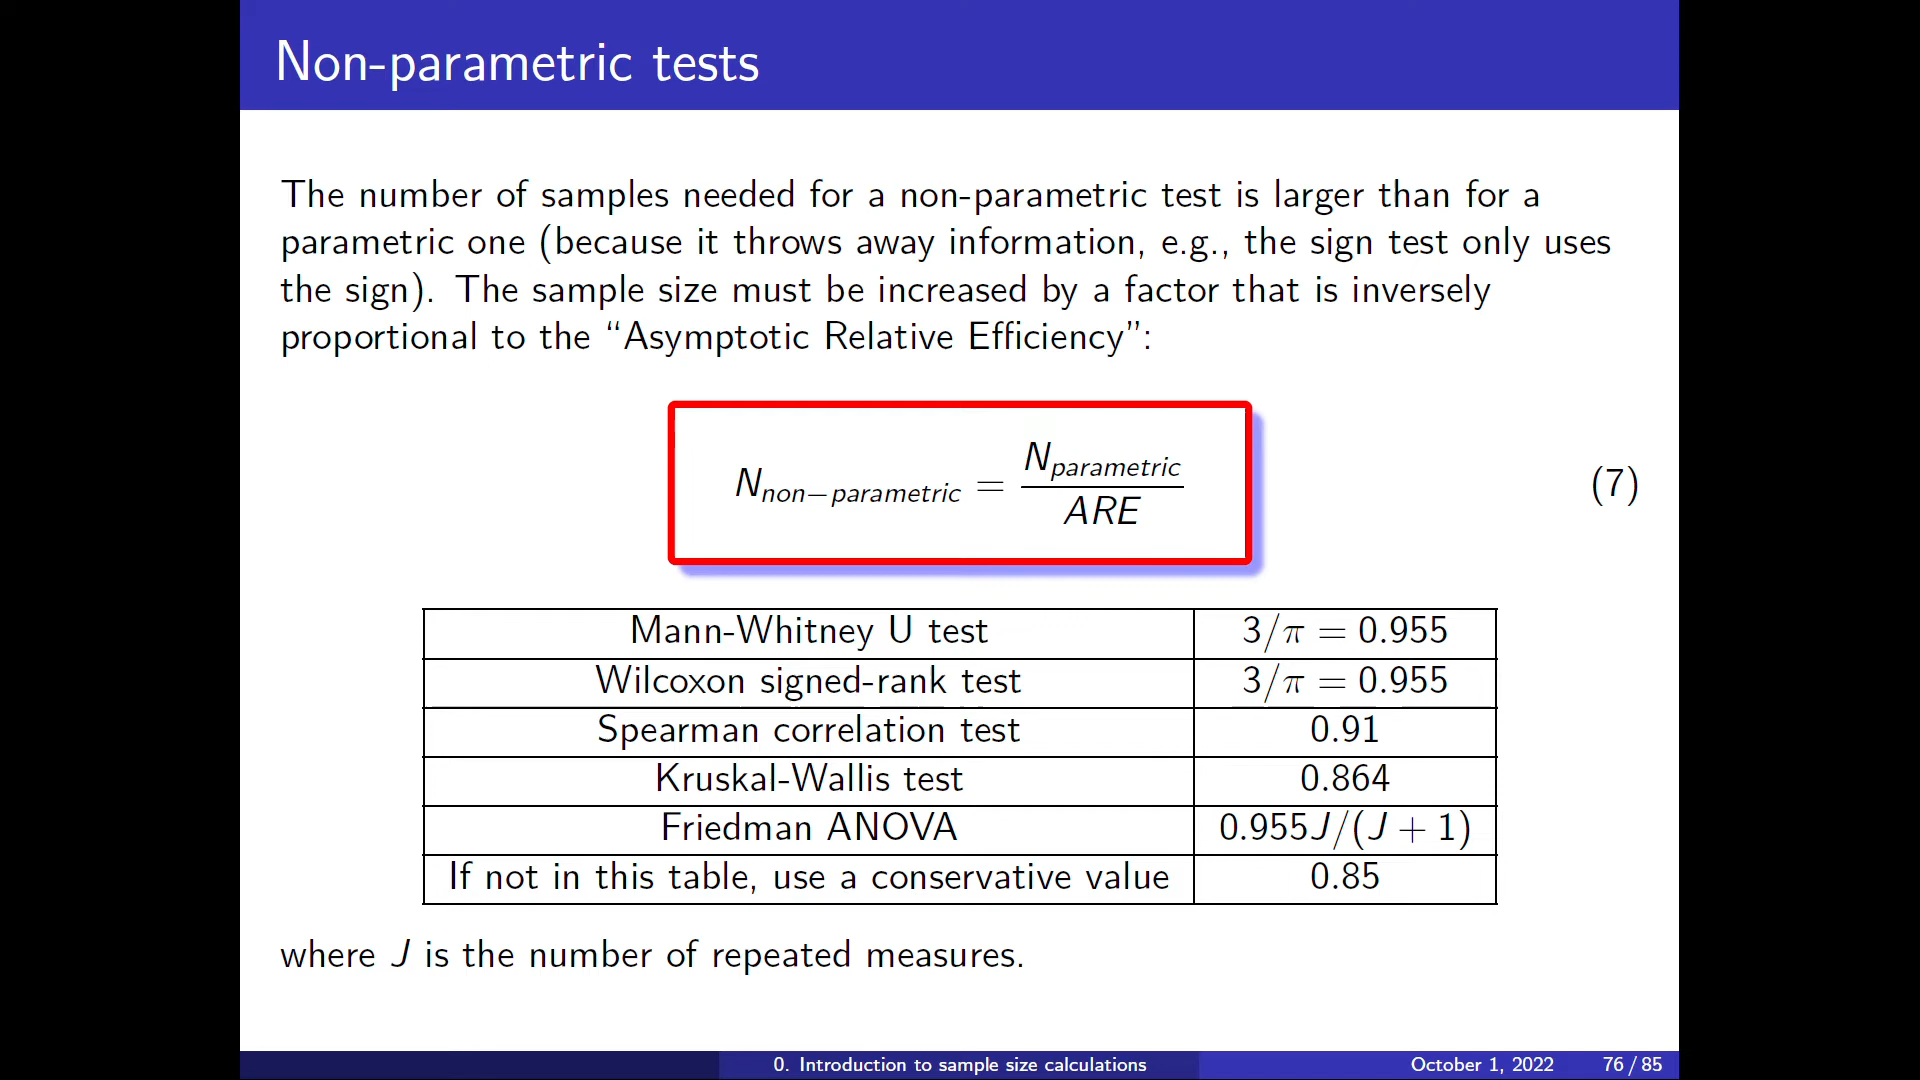 Non-parametric tests
The number of samples needed for a non-parametric test is larger than for a
parametric one (because it throws away information, e.g., the sign test only uses
the sign). The sample size must be increased by a factor that is inversely
proportional to the “Asymptotic Relative Efficiency”:
N_{non−parametric} = \frac{N_{parametric}}{ARE} (7)
Mann-Whitney U test 3/π = 0.955
Wilcoxon signed-rank test 3/π = 0.955
Spearman correlation test 0.91
Kruskal-Wallis test 0.864
Friedman ANOVA 0.955J/(J + 1)
If not in this table, use a conservative value 0.85
where J is the number of repeated measures.
0. Introduction to sample size calculations October 1, 2022 76 / 85